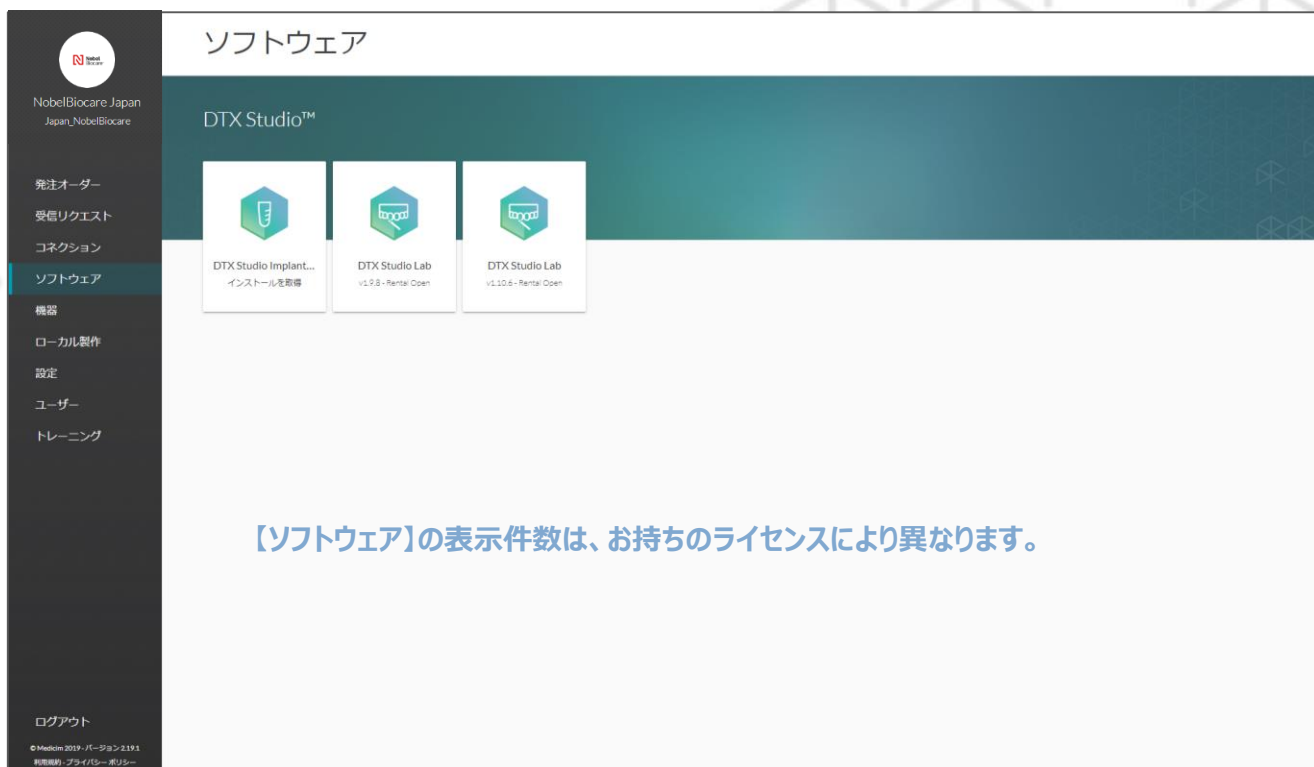 Nobel
Biocare
NobelBiocare Japan
Japan_NobelBiocare
発注オーダー
受信リクエスト
コネクション
ソフトウェア
機器
ローカル製作
設定
ユーザー
トレーニング
ログアウト
© Medicim 2019 - バージョン 2.19.1
利用規約 - プライバシー ポリシー
ソフトウェア
DTX Studio™
DTX Studio Implant...
インストールを取得
DTX Studio Lab
v1.9.8 - Rental Open
DTX Studio Lab
v1.10.6 - Rental Open
【ソフトウェア】の表示件数は、お持ちのライセンスにより異なります。